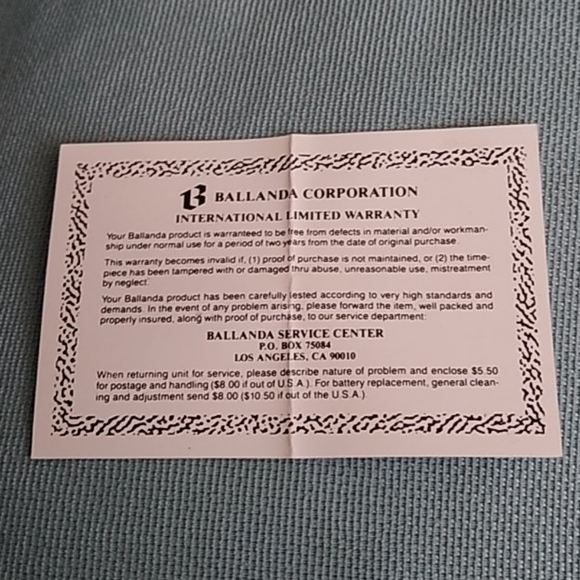 B BALLANDA CORPORATION
INTERNATIONAL LIMITED WARRANTY
Your Ballanda product is warranteed to be free from defects in material and/or workman-
ship under normal use for a period of two years from the date of original purchase.
This warranty becomes invalid if, (1) proof of purchase is not maintained, or (2) the time-
piece has been tampered with or damaged thru abuse, unreasonable use, mistreatment
by neglect.
Your Ballanda product has been carefully tested according to very high standards and
demands. In the event of any problem arising, please forward the item, well packed and
properly insured, along with proof of purchase, to our service department:
BALLANDA SERVICE CENTER
P.O. BOX 75084
LOS ANGELES, CA 90010
When returning unit for service, please describe nature of problem and enclose $5.50
for postage and handling ($8.00 if out of U.S.A.). For battery replacement, general clean-
ing and adjustment send $8.00 ($10.50 if out of the U.S.A.).